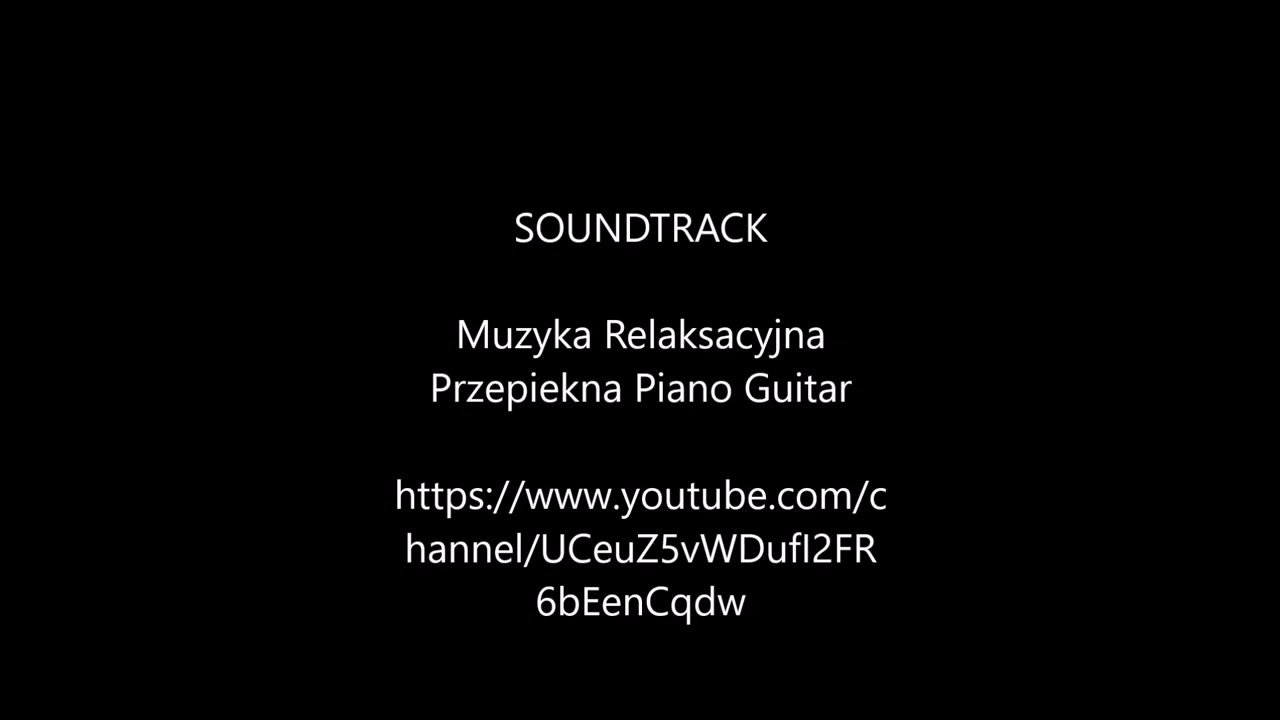 SOUNDTRACK
Muzyka Relaksacyjna
Przepiekna Piano Guitar
https://www.youtube.com/c
hannel/UCeuZ5vWDufI2FR
6bEenCqdw